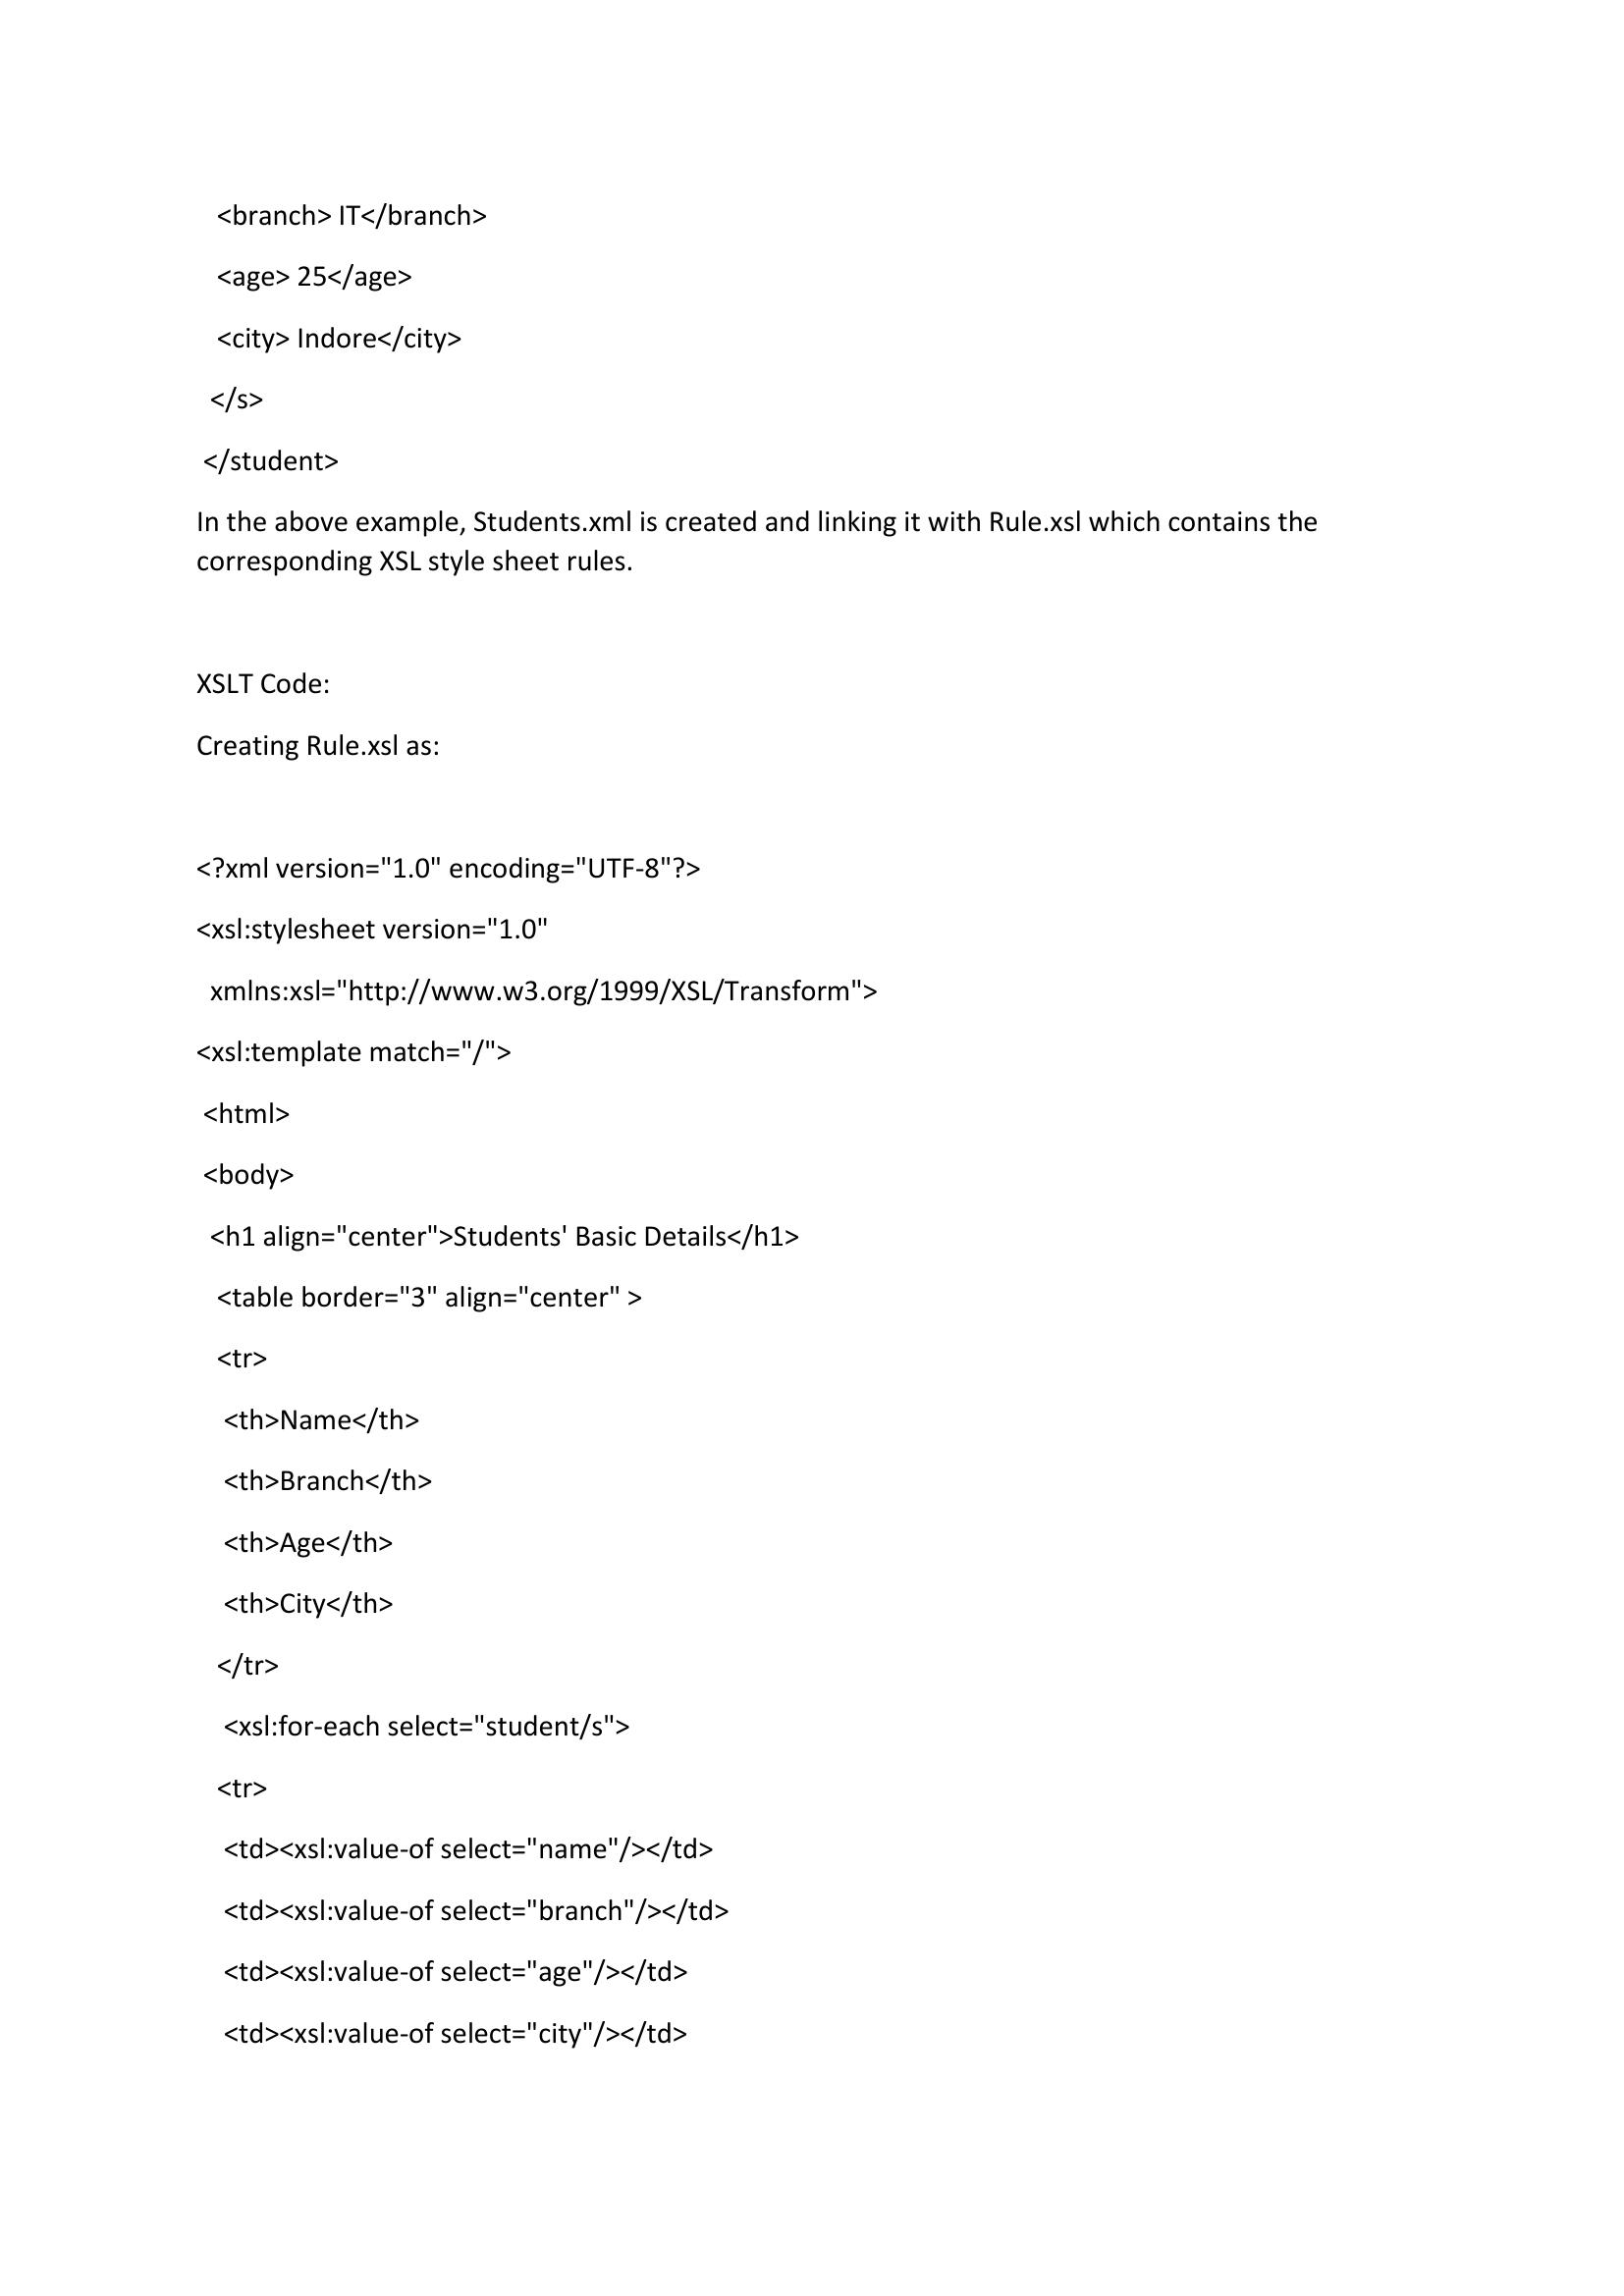 <branch> IT</branch>
<age> 25</age>
<city> Indore</city>
</s>
</student>
In the above example, Students.xml is created and linking it with Rule.xsl which contains the
corresponding XSL style sheet rules.
XSLT Code:
Creating Rule.xsl as:
<?xml version="1.0" encoding="UTF-8"?>
<xsl:stylesheet version="1.0"
xmlns:xsl="http://www.w3.org/1999/XSL/Transform">
<xsl:template match="/">
<html>
<body>
<h1 align="center">Students' Basic Details</h1>
<table border="3" align="center" >
<tr>
<th>Name</th>
<th>Branch</th>
<th>Age</th>
<th>City</th>
</tr>
<xsl:for-each select="student/s">
<tr>
<td><xsl:value-of select="name"/></td>
<td><xsl:value-of select="branch"/></td>
<td><xsl:value-of select="age"/></td>
<td><xsl:value-of select="city"/></td>